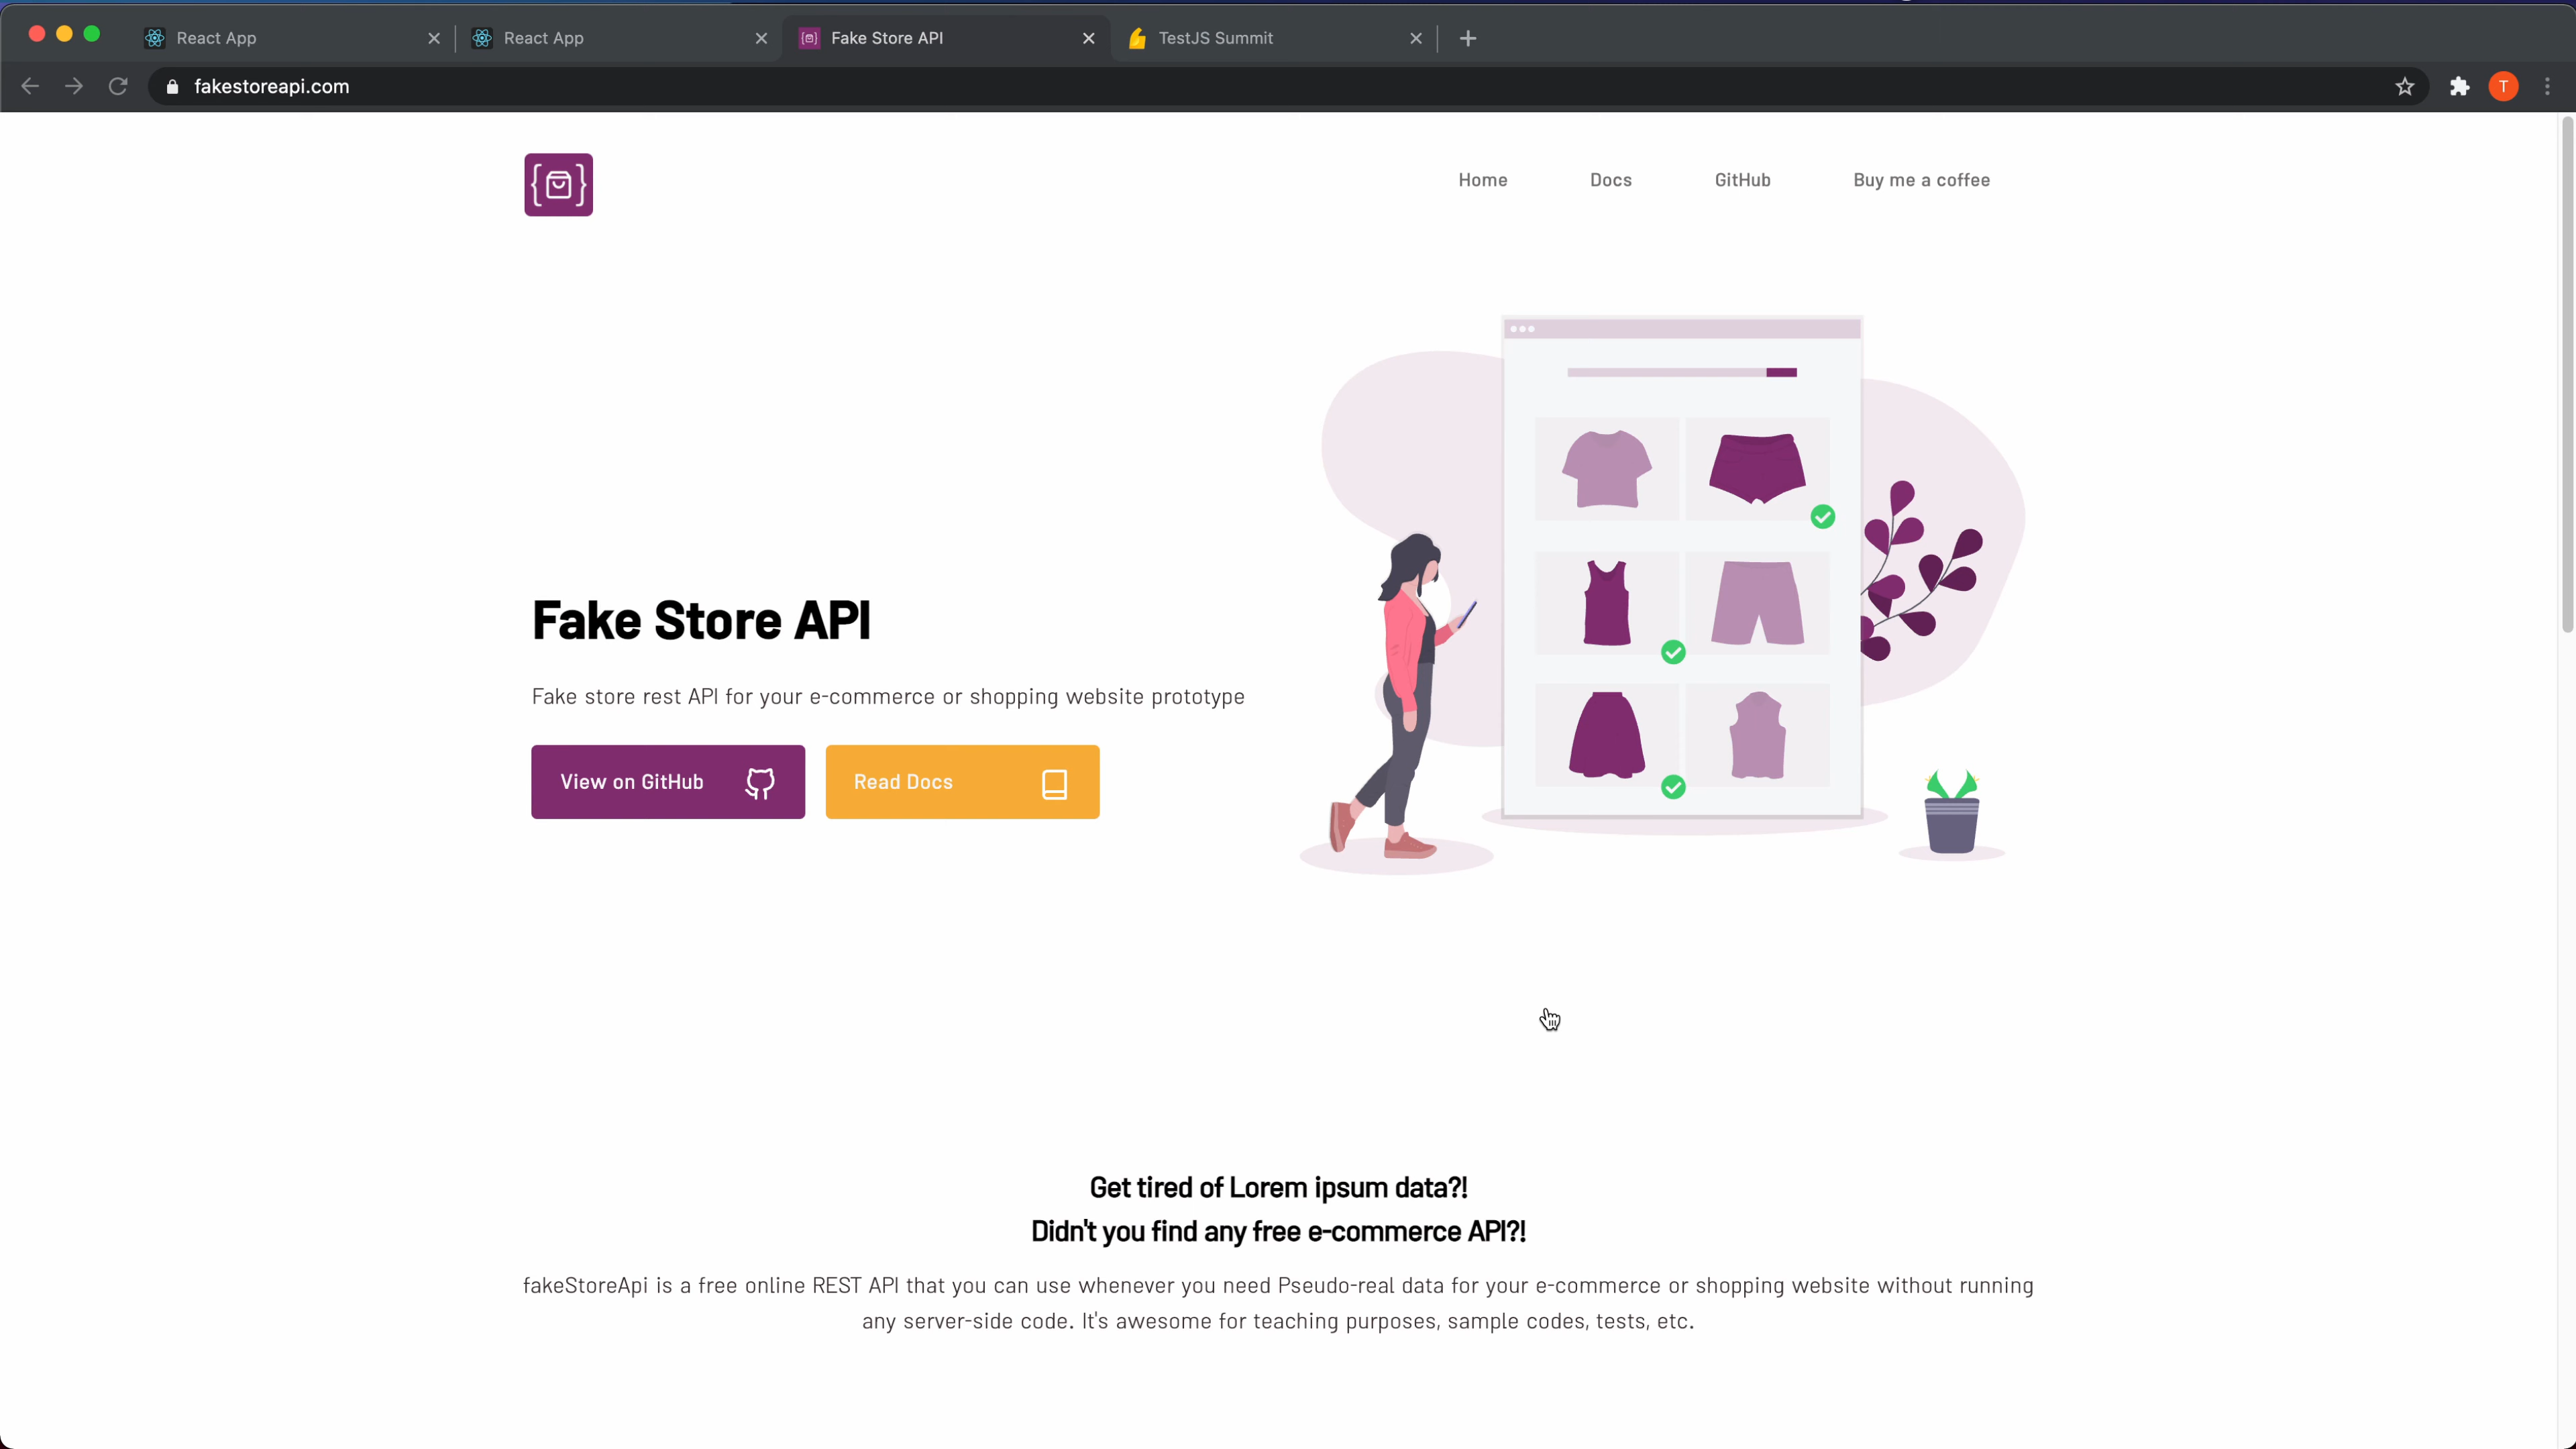 React App
React App
Fake Store API
TestJS Summit
fakestoreapi.com
T
Home
Docs
GitHub
Buy me a coffee
Fake Store API
Fake store rest API for your e-commerce or shopping website prototype
View on GitHub
Read Docs
Get tired of Lorem ipsum data?!
Didn't you find any free e-commerce API?!
fakeStoreApi is a free online REST API that you can use whenever you need Pseudo-real data for your e-commerce or shopping website without running
any server-side code. It's awesome for teaching purposes, sample codes, tests, etc.